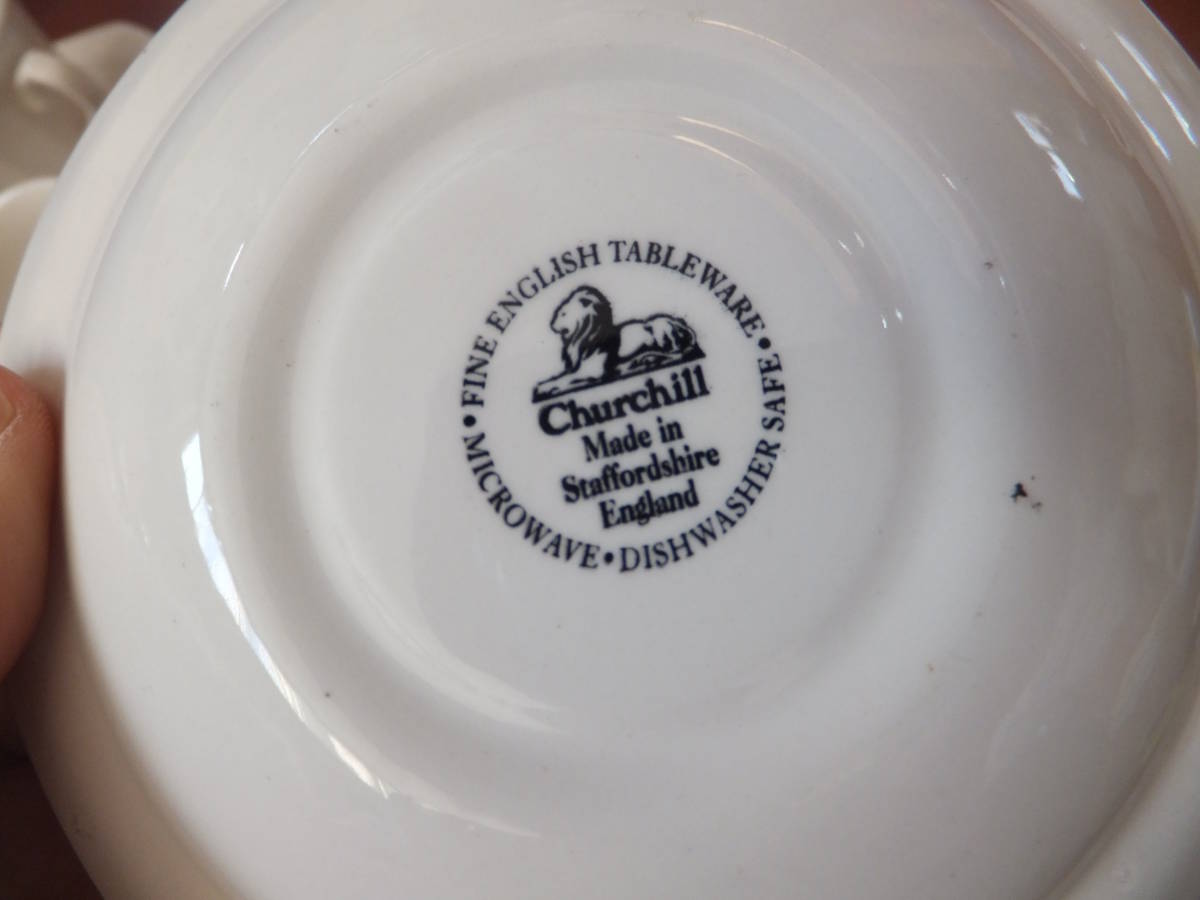 • FINE ENGLISH TABLEWARE •
MICROWAVE • DISHWASHER SAFE
Churchill
Made in
Staffordshire
England